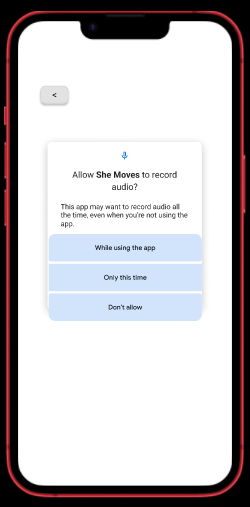 <
Allow She Moves to record
audio?
This app may want to record audio all
the time, even when you're not using the
app.
While using the app
Only this time
Don't allow